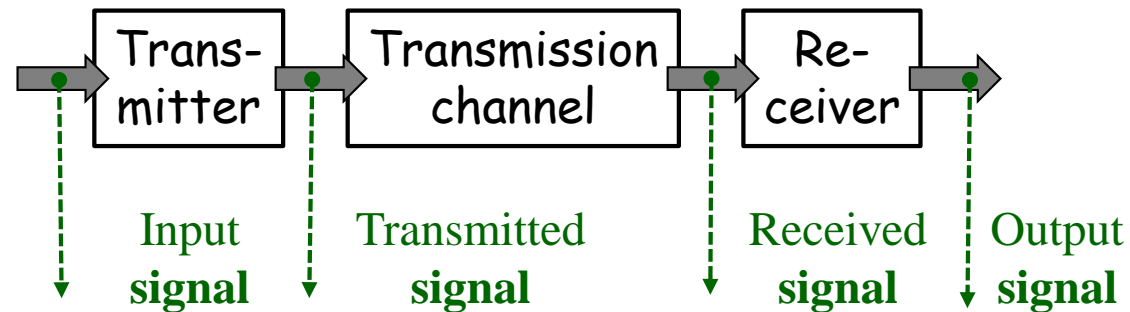 Trans-
mitter
Transmission
channel
Re-
ceiver
Input
signal
Transmitted
signal
Received
signal
Output
signal